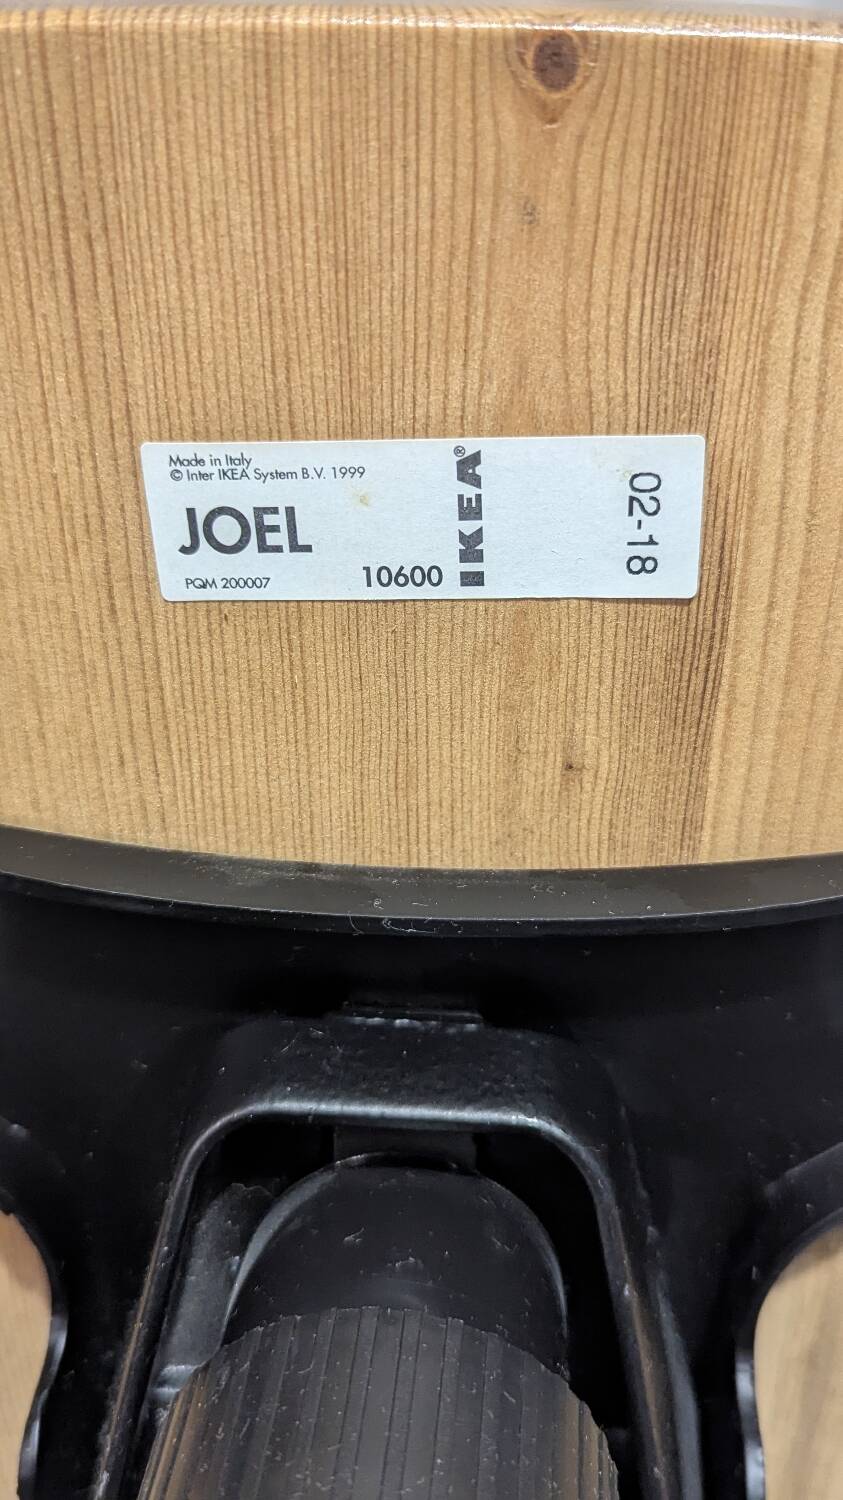 Made in Italy
© Inter IKEA System B.V. 1999
JOEL
PQM 200007
10600
IKEA®
02-18